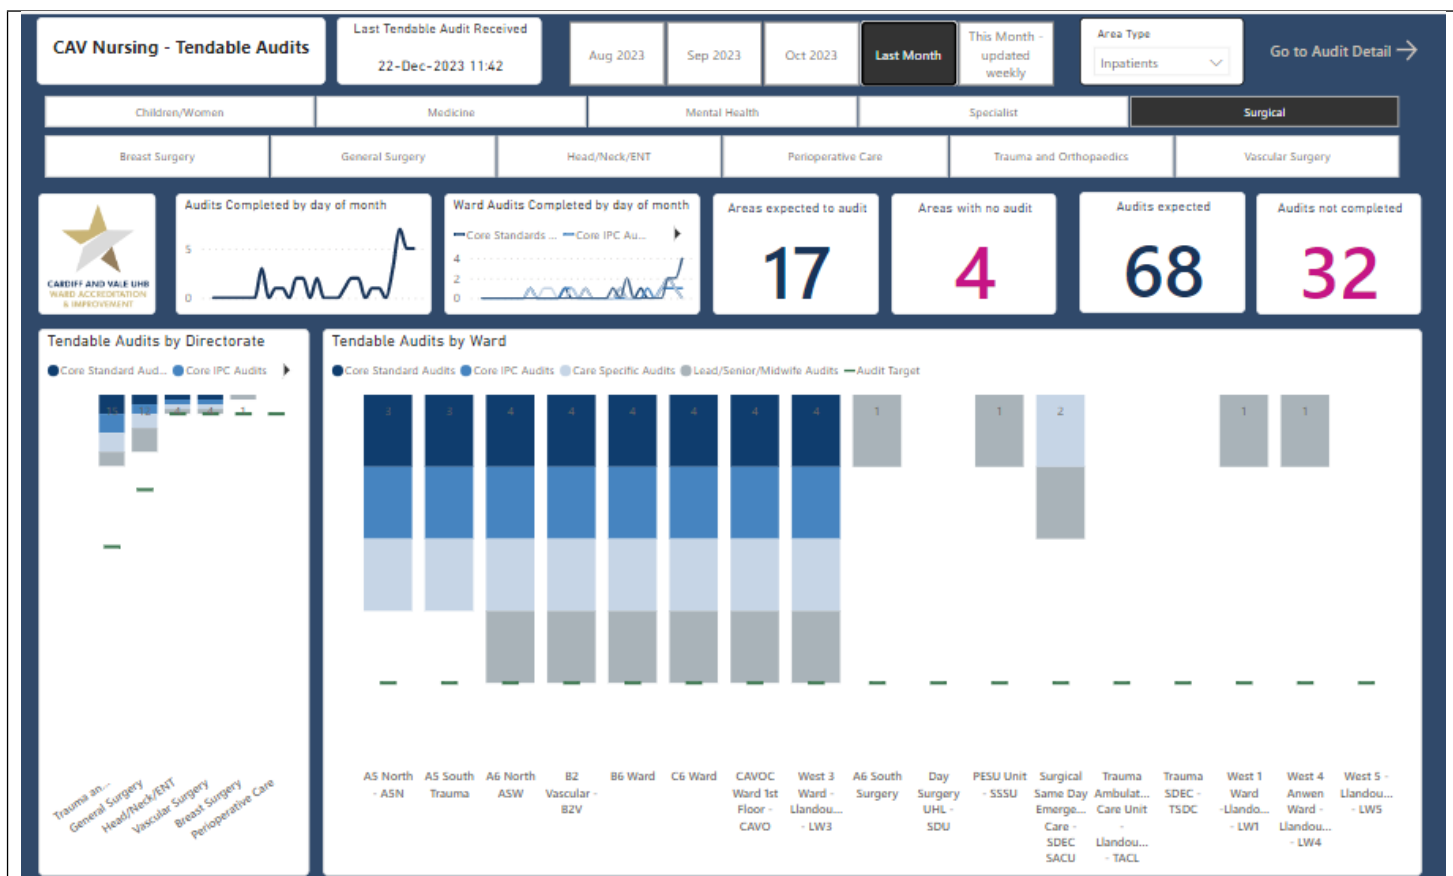 CAV Nursing - Tendable Audits
Last Tendable Audit Received
22-Dec-2023 11:42
Aug 2023
Sep 2023
Oct 2023
Last Month
This Month -
updated
weekly
Area Type
Inpatients
Go to Audit Detail
Children/Women
Medicine
Mental Health
Specialist
Surgical
Breast Surgery
General Surgery
Head/Neck/ENT
Perioperative Care
Trauma and Orthopaedics
Vascular Surgery
CARDIFF AND VALE UHB
WARD ACCREDITATION
& IMPROVEMENT
Audits Completed by day of month
5
0
Ward Audits Completed by day of month
Core Standards ...
Core IPC Au...
4
2
0
Areas expected to audit
17
Areas with no audit
4
Audits expected
68
Audits not completed
32
Tendable Audits by Directorate
Core Standard Aud...
Core IPC Audits
15
12
4
4
1
Trauma an...
General Surgery
Head/Neck/ENT
Vascular Surgery
Breast Surgery
Perioperative Care
Tendable Audits by Ward
Core Standard Audits
Core IPC Audits
Care Specific Audits
Lead/Senior/Midwife Audits
Audit Target
3
3
4
4
4
4
4
4
1
1
2
1
1
A5 North
- A5N
A5 South
Trauma
A6 North
ASW
B2
Vascular -
B2V
B6 Ward
C6 Ward
CAVOC
Ward 1st
Floor -
CAVO
West 3
Ward -
Llandou...
- LW3
A6 South
Surgery
Day
Surgery
UHL -
SDU
PESU Unit
- SSSU
Surgical
Same Day
Emerge...
Care -
SDEC
SACU
Trauma
Ambulat...
Care Unit
-
Llandou...
- TACL
Trauma
SDEC -
TSDC
West 1
Ward
-Llando...
- LW1
West 4
Anwen
Ward -
Llandou...
- LW4
West 5 -
Llandou...
- LW5